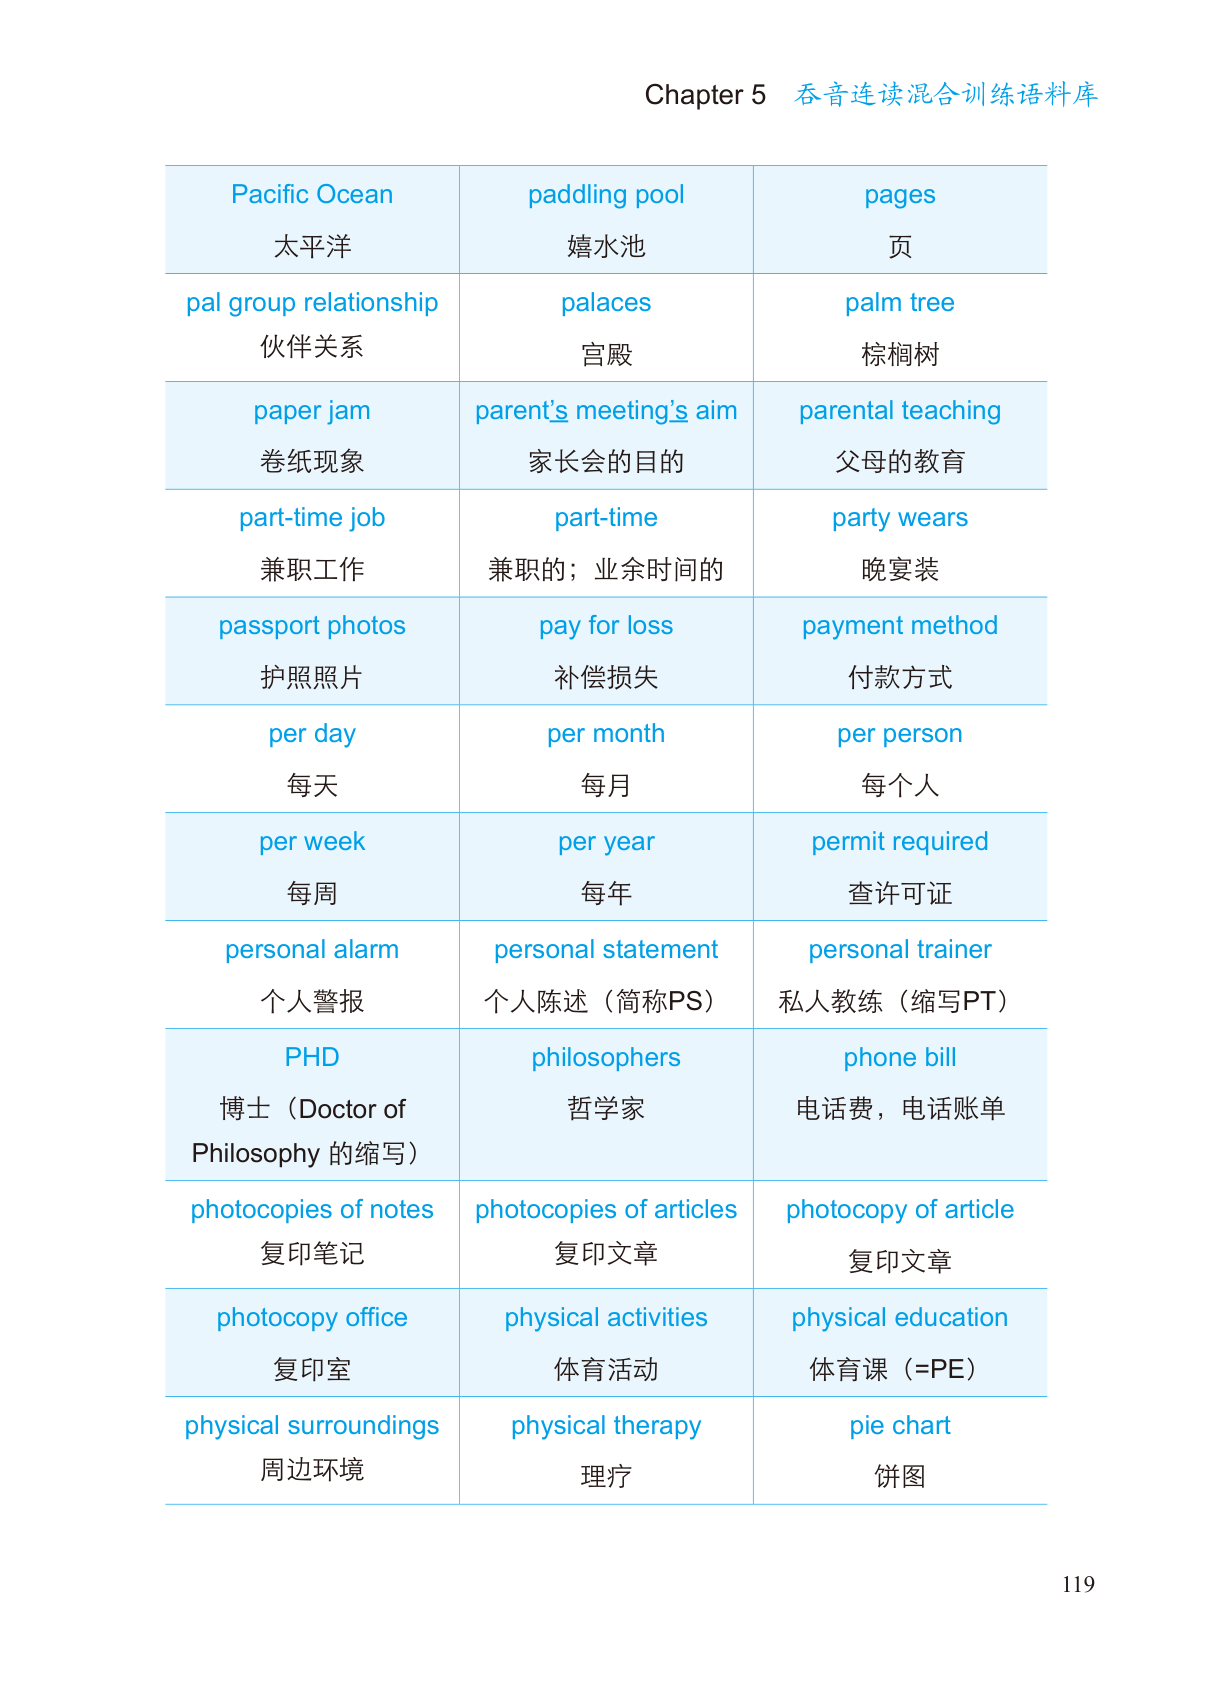 Chapter 5 吞音连读混合训练语料库
Pacific Ocean
太平洋
paddling pool
嬉水池
pages
页
pal group relationship
伙伴关系
palaces
宫殿
palm tree
棕榈树
paper jam
卷纸现象
parent’s meeting’s aim
家长会的目的
parental teaching
父母的教育
part-time job
兼职工作
part-time
兼职的；业余时间的
party wears
晚宴装
passport photos
护照照片
pay for loss
补偿损失
payment method
付款方式
per day
每天
per month
每月
per person
每个人
per week
每周
per year
每年
permit required
查许可证
personal alarm
个人警报
personal statement
个人陈述（简称PS）
personal trainer
私人教练（缩写PT）
PHD
博士（Doctor of
Philosophy 的缩写）
philosophers
哲学家
phone bill
电话费，电话账单
photocopies of notes
复印笔记
photocopies of articles
复印文章
photocopy of article
复印文章
photocopy office
复印室
physical activities
体育活动
physical education
体育课（=PE）
physical surroundings
周边环境
physical therapy
理疗
pie chart
饼图
119